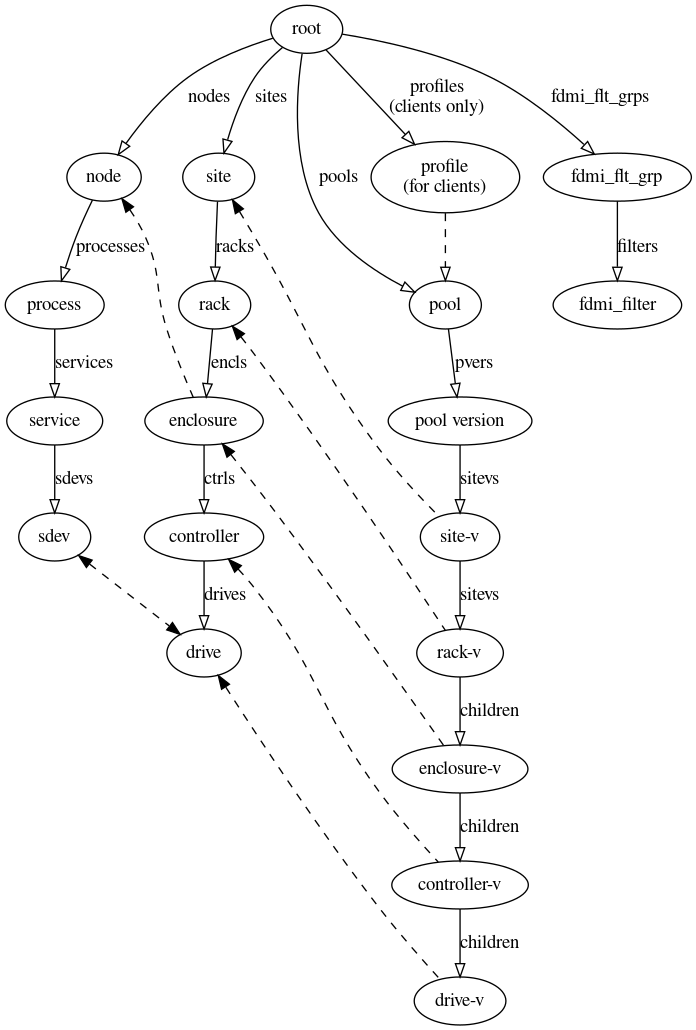 root
nodes
sites
pools
profiles
(clients only)
fdmi_flt_grps
node
site
profile
(for clients)
fdmi_flt_grp
processes
racks
filters
process
rack
pool
fdmi_filter
services
encls
pvers
service
enclosure
pool version
sdevs
ctrls
sitevs
sdev
controller
site-v
drives
sitevs
drive
rack-v
children
enclosure-v
children
controller-v
children
drive-v